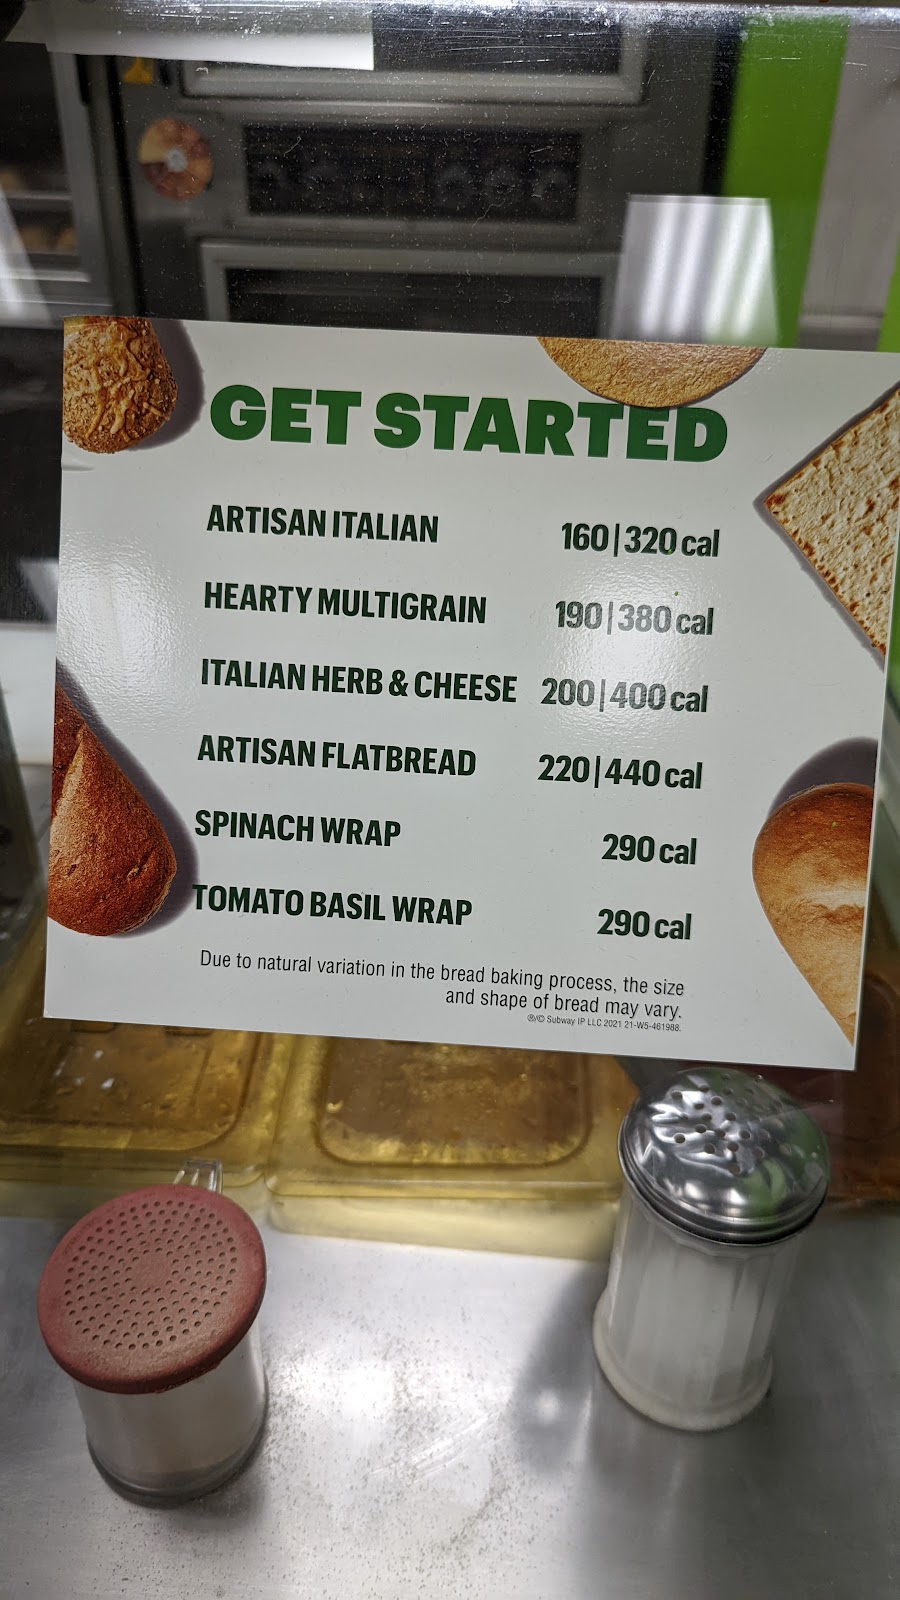 GET STARTED
ARTISAN ITALIAN 160|320 cal
HEARTY MULTIGRAIN 190|380 cal
ITALIAN HERB & CHEESE 200|400 cal
ARTISAN FLATBREAD 220|440 cal
SPINACH WRAP 290 cal
TOMATO BASIL WRAP 290 cal
Due to natural variation in the bread baking process, the size
and shape of bread may vary.
®/© Subway IP LLC 2021 21-W5-461988.